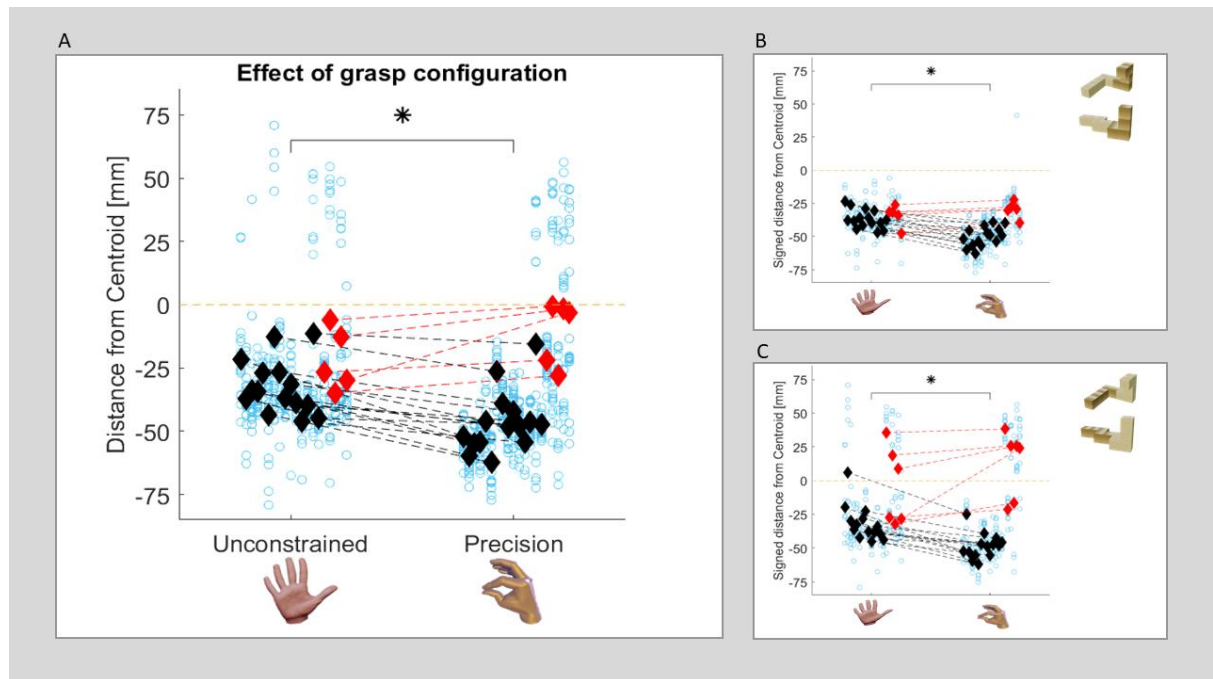 A
Effect of grasp configuration
*
Distance from Centroid [mm]
75
50
25
0
-25
-50
-75
Unconstrained
Precision
B
*
Signed distance from Centroid [mm]
75
50
25
0
-25
-50
-75
C
*
Signed distance from Centroid [mm]
75
50
25
0
-25
-50
-75